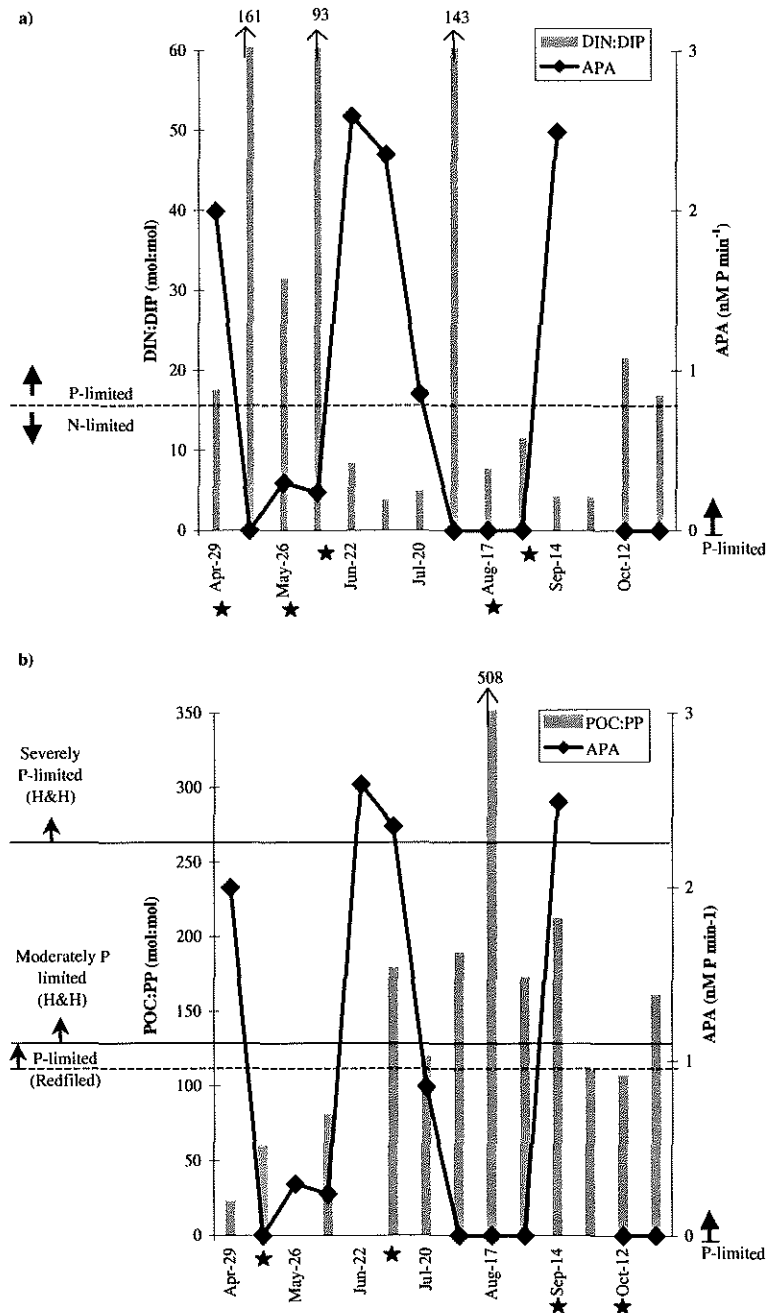 a)
161
93
143
DIN:DIP
APA
60
50
40
30
20
10
0
DIN:DIP (mol:mol)
3
2
1
0
APA (nM P min⁻¹)
P-limited
N-limited
P-limited
Apr-29
May-26
Jun-22
Jul-20
Aug-17
Sep-14
Oct-12
b)
508
POC:PP
APA
350
300
250
200
150
100
50
0
POC:PP (mol:mol)
3
2
1
0
APA (nM P min-1)
Severely
P-limited
(H&H)
Moderately P
limited
(H&H)
P-limited
(Redfiled)
P-limited
Apr-29
May-26
Jun-22
Jul-20
Aug-17
Sep-14
Oct-12